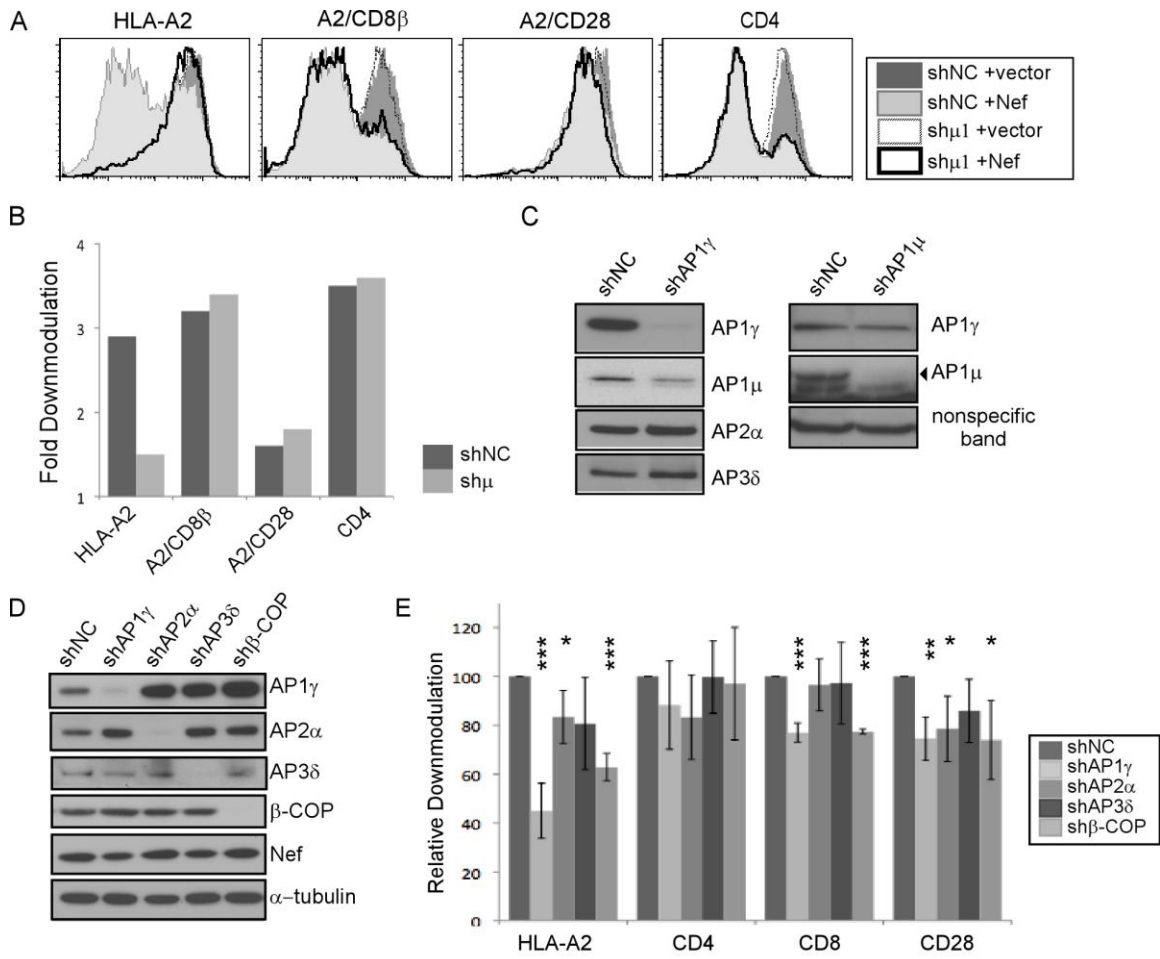 A
HLA-A2
A2/CD8β
A2/CD28
CD4
shNC +vector
shNC +Nef
shμ1 +vector
shμ1 +Nef
B
Fold Downmodulation
4
3
2
1
HLA-A2
A2/CD8β
A2/CD28
CD4
shNC
shμ
C
shNC
shAP1γ
AP1γ
AP1μ
AP2α
AP3δ
shNC
shAP1μ
AP1γ
AP1μ
nonspecific
band
D
shNC
shAP1γ
shAP2α
shAP3δ
shβ-COP
AP1γ
AP2α
AP3δ
β-COP
Nef
α-tubulin
E
Relative Downmodulation
120
100
80
60
40
20
0
***
*
***
***
***
**
*
*
HLA-A2
CD4
CD8
CD28
shNC
shAP1γ
shAP2α
shAP3δ
shβ-COP